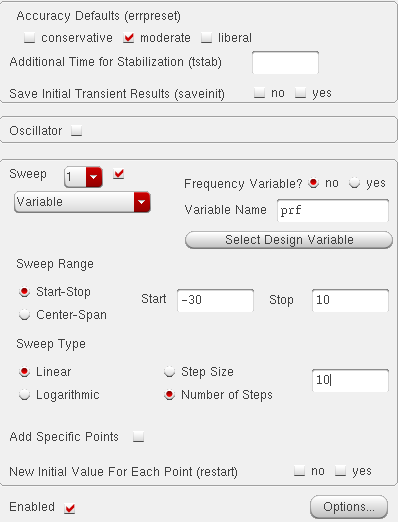 Accuracy Defaults (errpreset)
conservative moderate liberal
Additional Time for Stabilization (tstab)
Save Initial Transient Results (saveinit) no yes
Oscillator
Sweep 1
Frequency Variable? no yes
Variable
Variable Name prf
Select Design Variable
Sweep Range
Start-Stop
Center-Span
Start -30 Stop 10
Sweep Type
Linear
Logarithmic
Step Size
Number of Steps
10
Add Specific Points
New Initial Value For Each Point (restart) no yes
Enabled
Options...